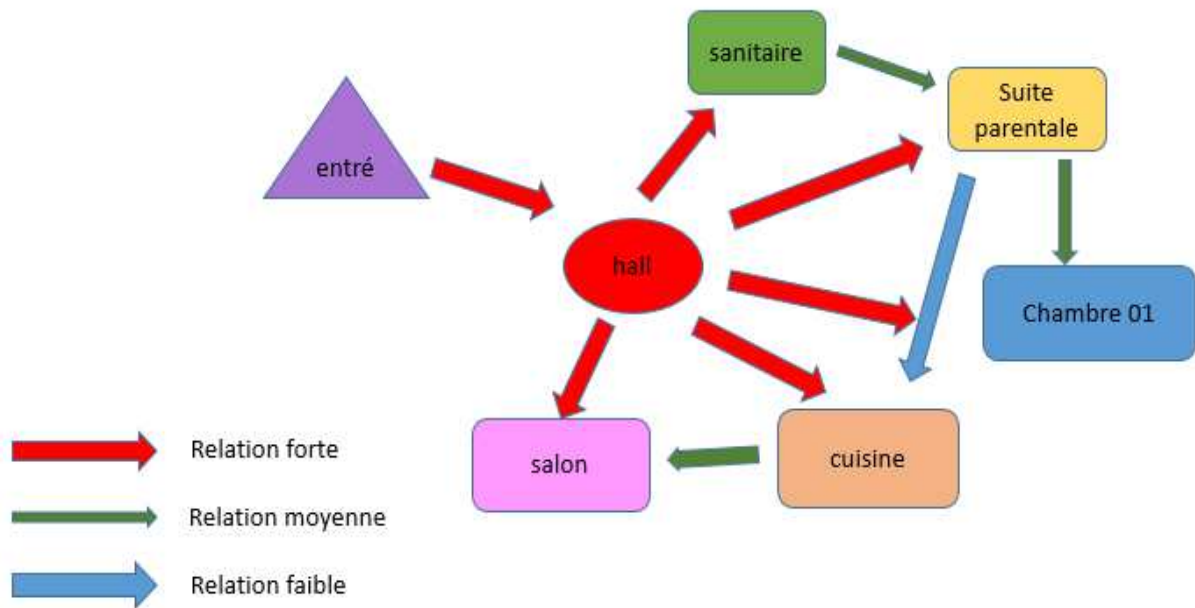 sanitaire
Suite
parentale
entré
hall
Chambre 01
salon
cuisine
Relation forte
Relation moyenne
Relation faible